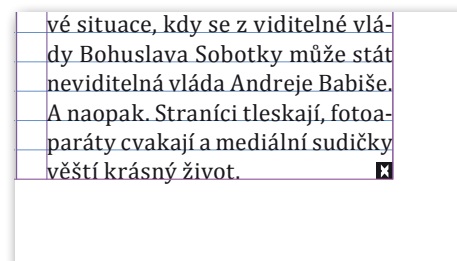 vé situace, kdy se z viditelné vlá-
dy Bohuslava Sobotky může stát
neviditelná vláda Andreje Babiše.
A naopak. Straníci tleskají, fotoa-
paráty cvakají a mediální sudičky
věští krásný život.